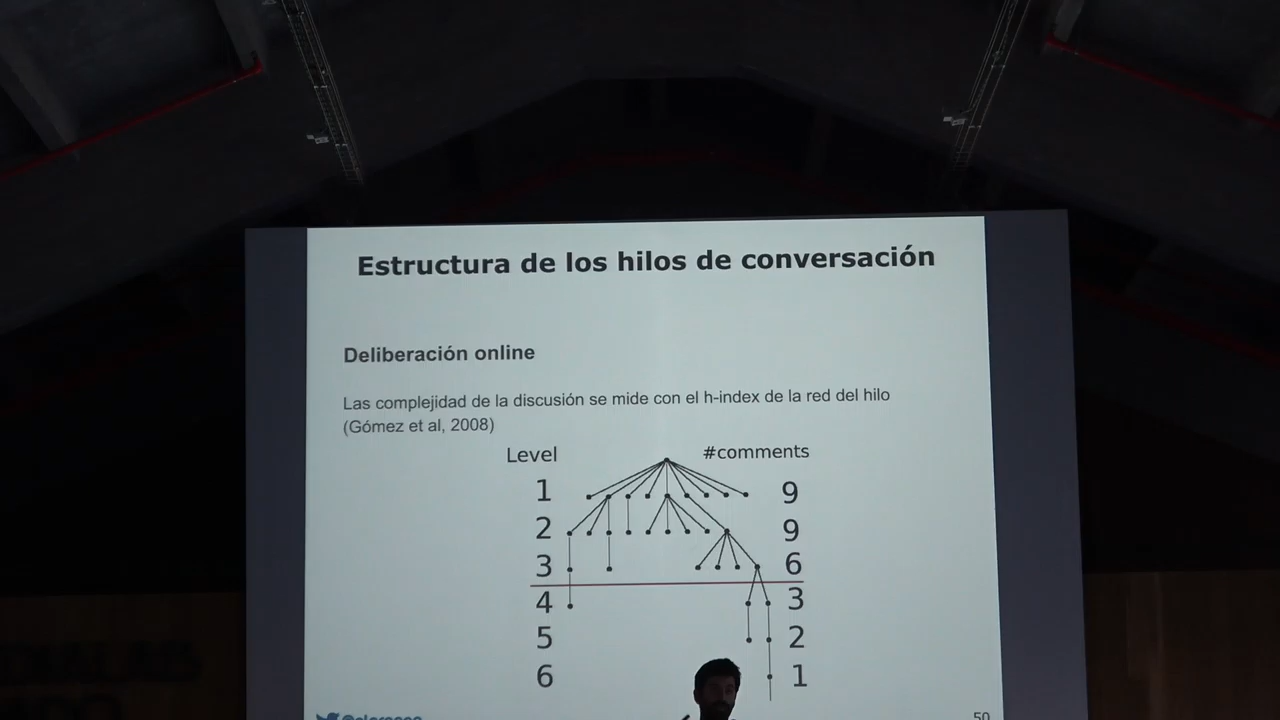 Estructura de los hilos de conversación
Deliberación online
Las complejidad de la discusión se mide con el h-index de la red del hilo
(Gómez et al, 2008)
Level #comments
1 9
2 9
3 6
4 3
5 2
6 1
50